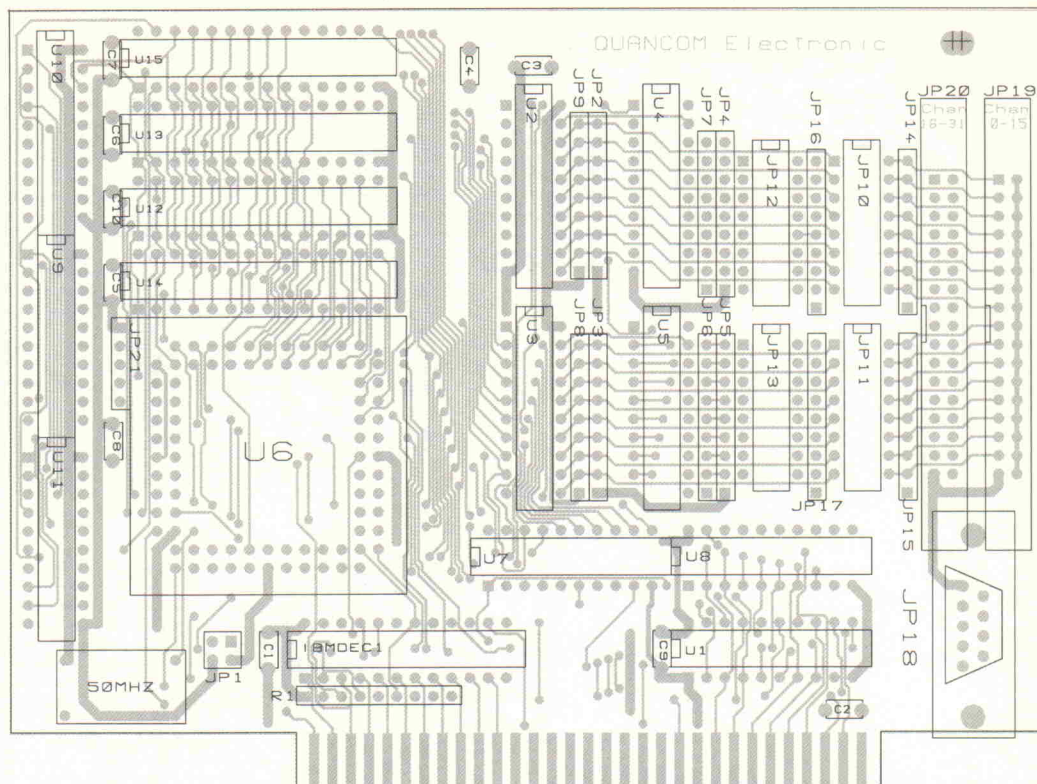 QUANCOM Electronic
U10
C7
U15
C4
C3
U2
JP9
JP2
U4
JP7
JP4
JP16
JP14
JP20
JP19
Chan
16-31
Chan
0-15
C6
U13
JP12
JP10
C10
U12
U9
C5
U14
JP21
U3
JP8
JP3
U5
JP6
JP5
JP13
JP11
C8
U6
U11
JP17
JP15
U7
U8
JP18
50MHZ
JP1
C1
IBMDEC1
R1
C9
U1
C2